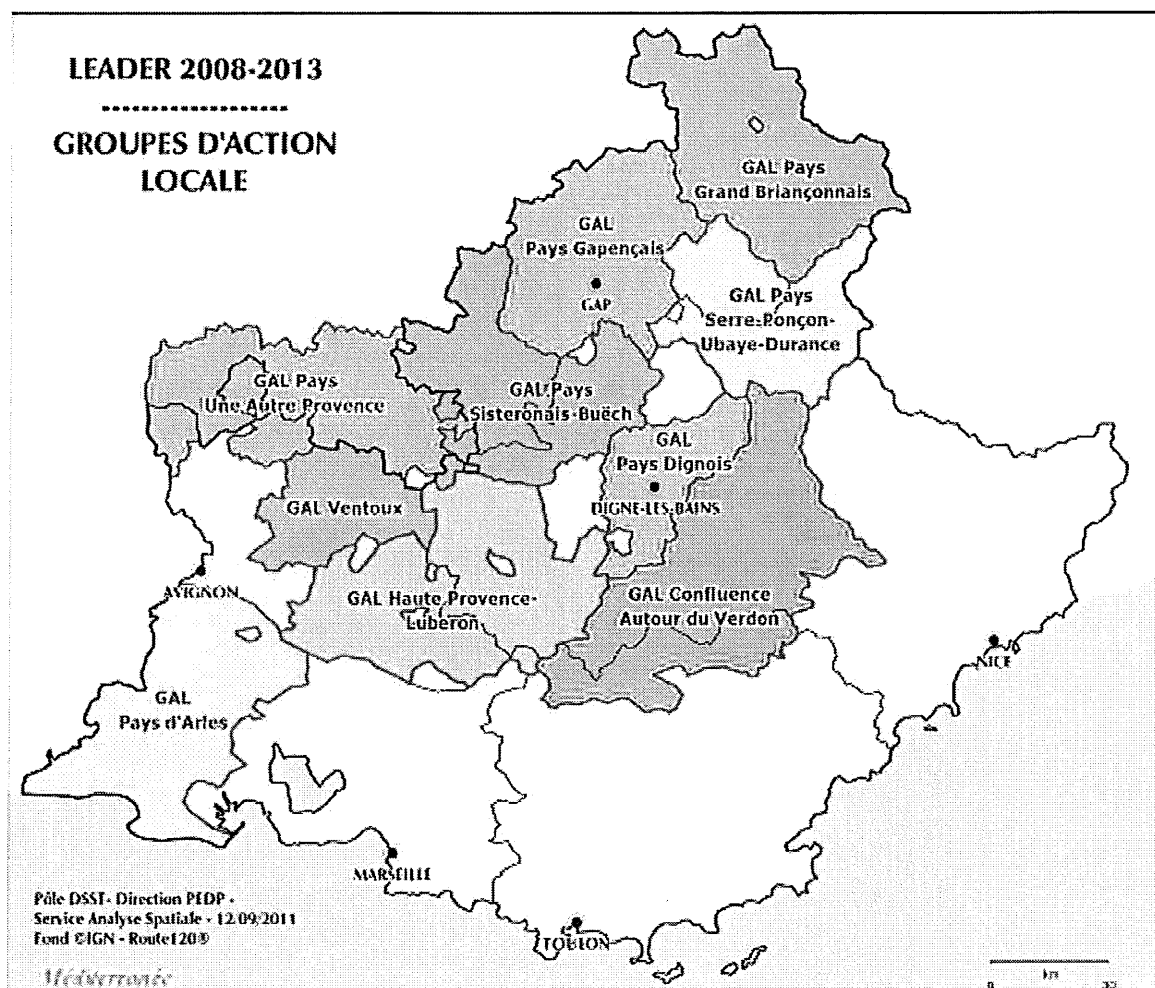 LEADER 2008-2013
-------------------
GROUPES D'ACTION
LOCALE
GAL Pays
Grand Briançonnais
GAL
Pays Gapençais
GAP
GAL Pays
Serre-Ponçon-
Ubaye-Durance
GAL Pays
Une Autre Provence
GAL Pays
Sisteronais-Buëch
GAL
Pays Dignois
DIGNE-LES-BAINS
GAL Ventoux
AVIGNON
GAL Haute Provence-
Luberon
GAL Confluence
Autour du Verdon
NICE
GAL
Pays d'Arles
MARSEILLE
TOULON
Pôle DSST- Direction PEDP -
Service Analyse Spatiale - 12/09/2011
Fond ©IGN - Route120®
Méditerranée
km
0